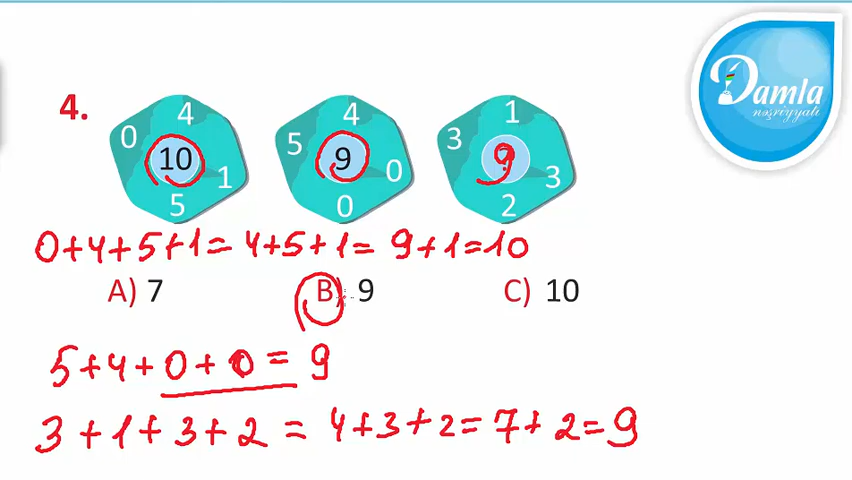 Damla
nəşriyyatı
4.
0 4 10 1 5
5 4 9 0 0
3 1 9 3 2
0+4+5+1=4+5+1=9+1=10
A) 7 B) 9 C) 10
5+4+0+0=9
3+1+3+2=4+3+2=7+2=9